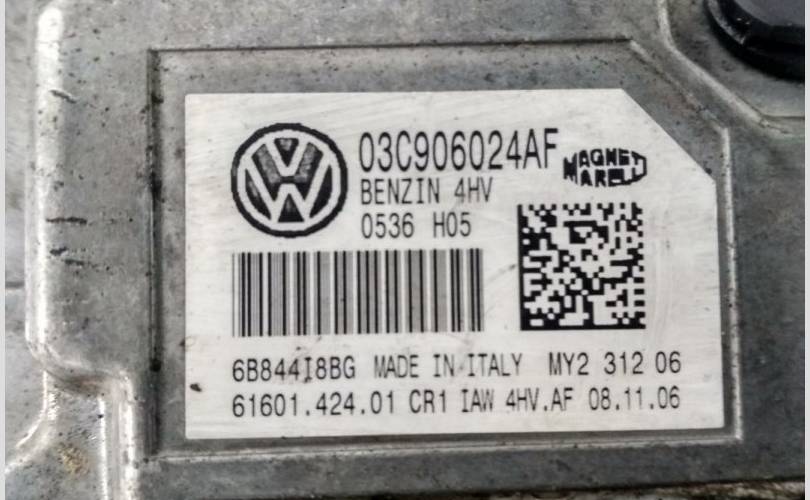 03C906024AF
MAGNETI
MARELLI
BENZIN 4HV
0536 H05
6B844I8BG MADE IN ITALY MY2 312 06
61601.424.01 CR1 IAW 4HV.AF 08.11.06